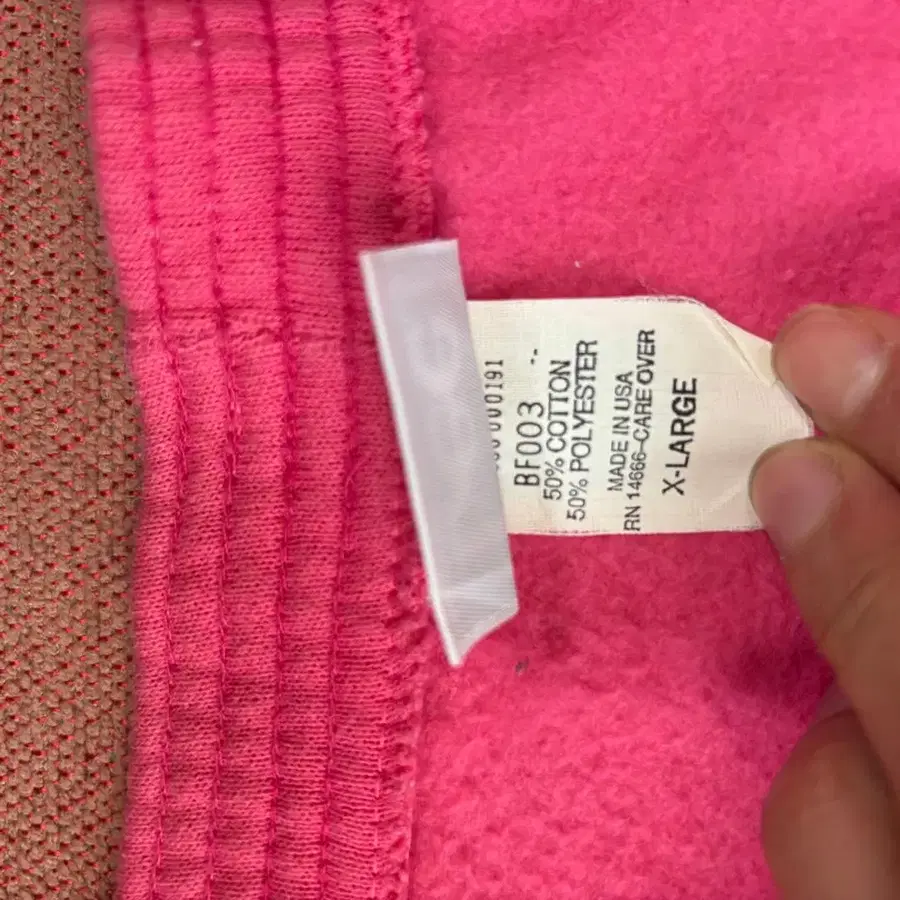 BF003
50% COTTON
50% POLYESTER
MADE IN USA
RN 14666-CARE OVER
X-LARGE